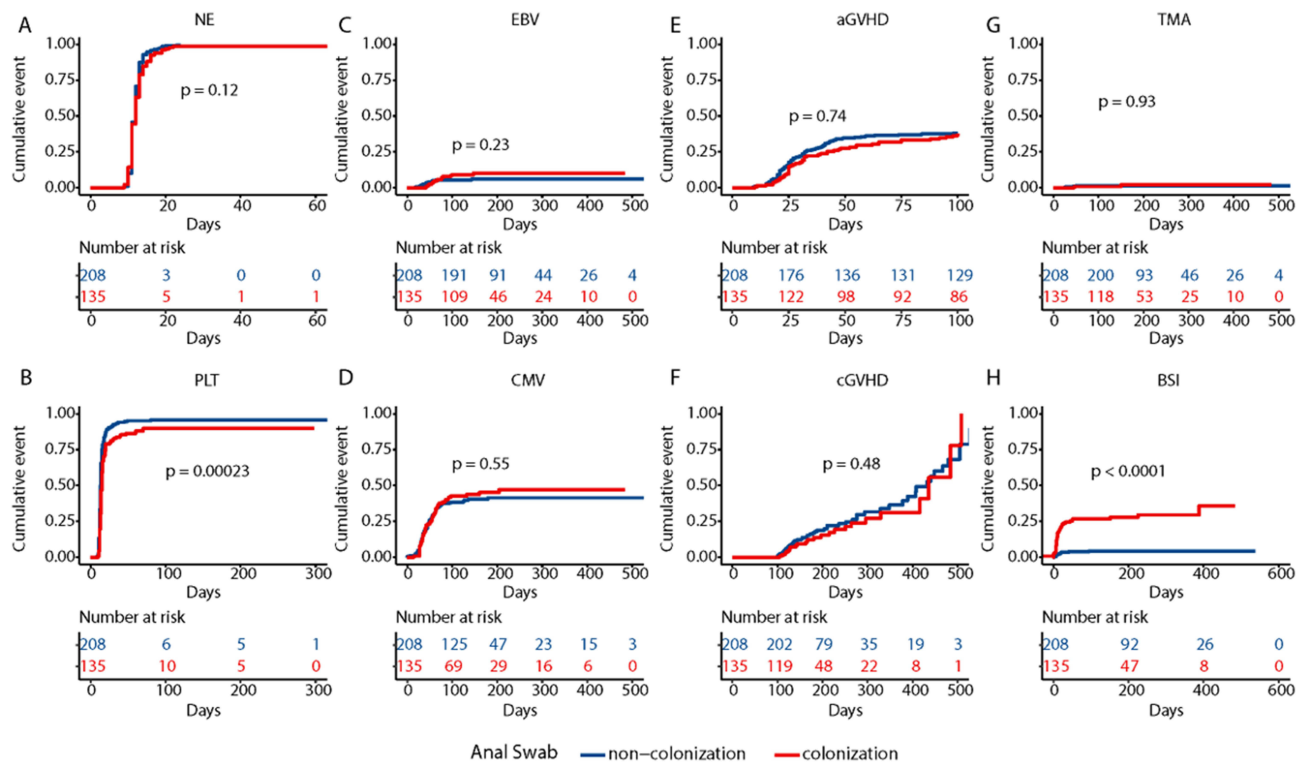 A NE
Cumulative event
1.00
0.75
0.50
0.25
0.00
p = 0.12
0 20 40 60
Days
Number at risk
208 3 0 0
135 5 1 1
0 20 40 60
Days
C EBV
Cumulative event
1.00
0.75
0.50
0.25
0.00
p = 0.23
0 100 200 300 400 500
Days
Number at risk
208 191 91 44 26 4
135 109 46 24 10 0
0 100 200 300 400 500
Days
E aGVHD
Cumulative event
1.00
0.75
0.50
0.25
0.00
p = 0.74
0 25 50 75 100
Days
Number at risk
208 176 136 131 129
135 122 98 92 86
0 25 50 75 100
Days
G TMA
Cumulative event
1.00
0.75
0.50
0.25
0.00
p = 0.93
0 100 200 300 400 500
Days
Number at risk
208 200 93 46 26 4
135 118 53 25 10 0
0 100 200 300 400 500
Days
B PLT
Cumulative event
1.00
0.75
0.50
0.25
0.00
p = 0.00023
0 100 200 300
Days
Number at risk
208 6 5 1
135 10 5 0
0 100 200 300
Days
D CMV
Cumulative event
1.00
0.75
0.50
0.25
0.00
p = 0.55
0 100 200 300 400 500
Days
Number at risk
208 125 47 23 15 3
135 69 29 16 6 0
0 100 200 300 400 500
Days
F cGVHD
Cumulative event
1.00
0.75
0.50
0.25
0.00
p = 0.48
0 100 200 300 400 500
Days
Number at risk
208 202 79 35 19 3
135 119 48 22 8 1
0 100 200 300 400 500
Days
H BSI
Cumulative event
1.00
0.75
0.50
0.25
0.00
p < 0.0001
0 200 400 600
Days
Number at risk
208 92 26 0
135 47 8 0
0 200 400 600
Days
Anal Swab non-colonization colonization